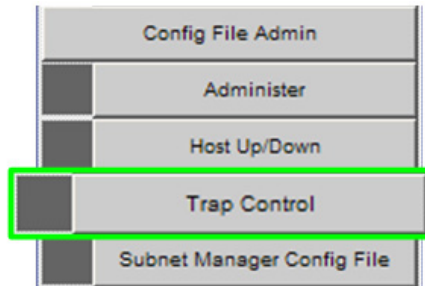 Config File Admin
Administer
Host Up/Down
Trap Control
Subnet Manager Config File